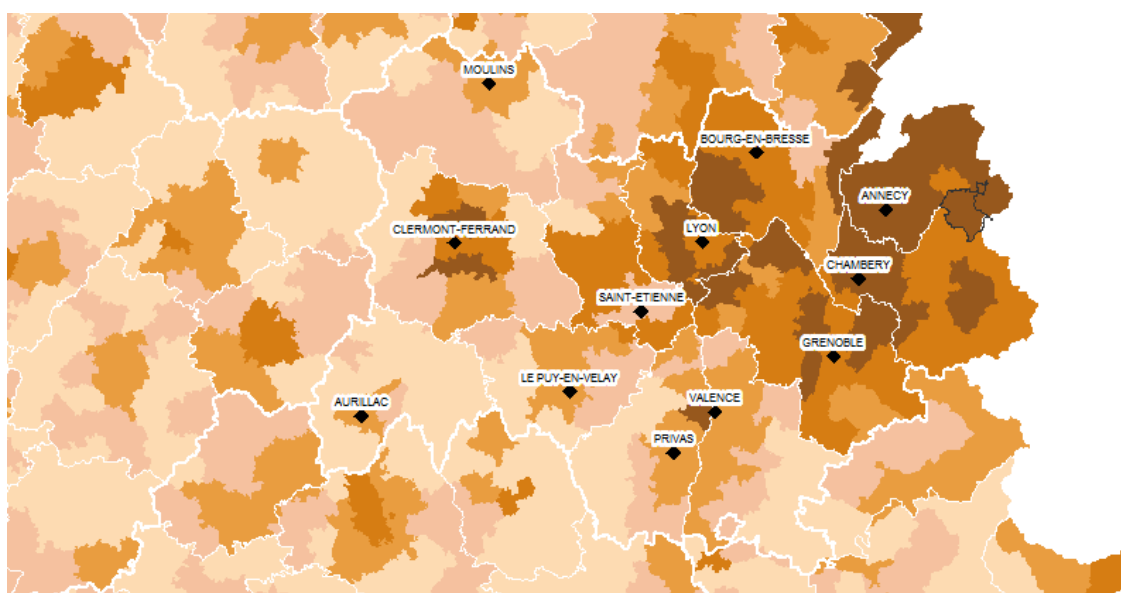 MOULINS
BOURG-EN-BRESSE
ANNECY
CLERMONT-FERRAND
LYON
CHAMBERY
SAINT-ETIENNE
GRENOBLE
LE PUY-EN-VELAY
AURILLAC
VALENCE
PRIVAS